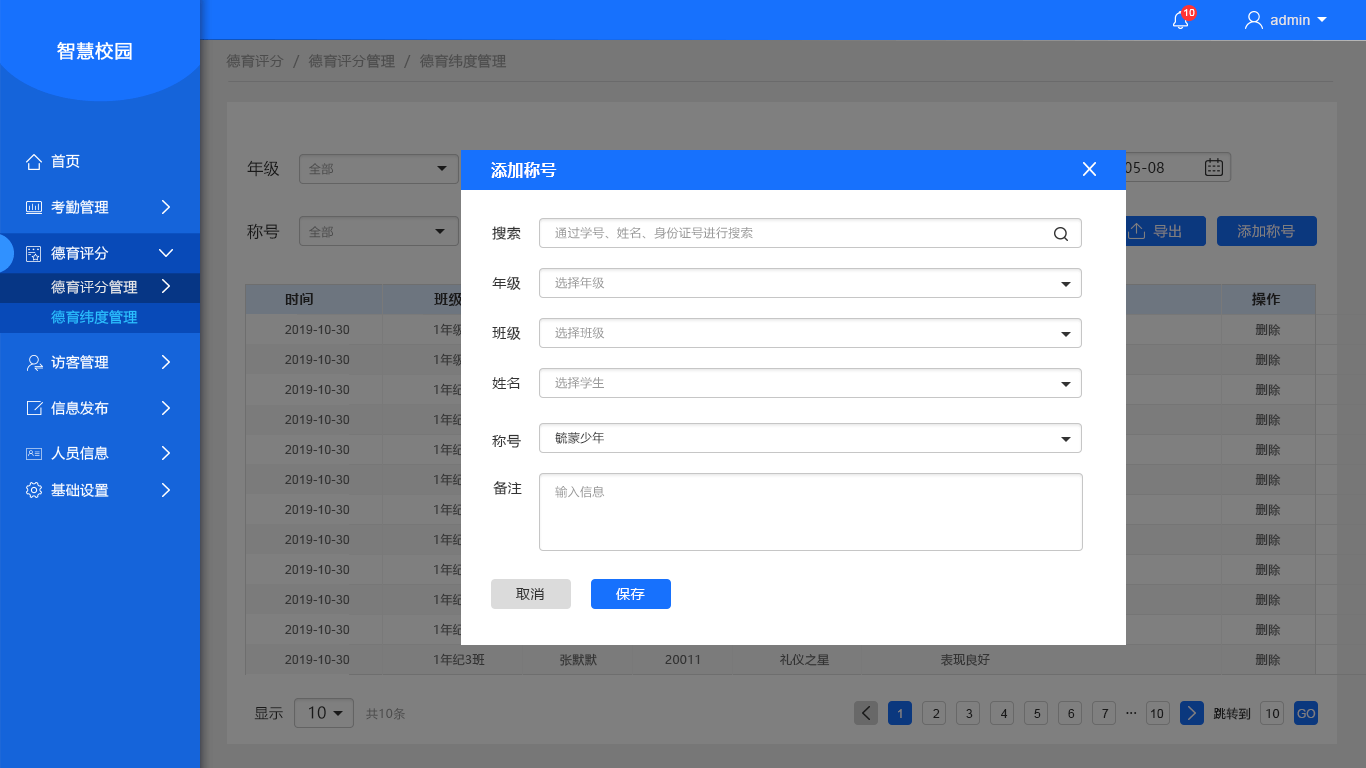 智慧校园
10
admin
首页
考勤管理
德育评分
德育评分管理
德育纬度管理
访客管理
信息发布
人员信息
基础设置
德育评分 / 德育评分管理 / 德育纬度管理
年级 全部
05-08
称号 全部
导出 添加称号
添加称号
搜索 通过学号、姓名、身份证号进行搜索
年级 选择年级
班级 选择班级
姓名 选择学生
称号 毓蒙少年
备注 输入信息
取消 保存
时间 班级 操作
2019-10-30 1年级 删除
2019-10-30 1年级 删除
2019-10-30 1年纪 删除
2019-10-30 1年纪 删除
2019-10-30 1年纪 删除
2019-10-30 1年纪 删除
2019-10-30 1年纪 删除
2019-10-30 1年纪 删除
2019-10-30 1年纪 删除
2019-10-30 1年纪 删除
2019-10-30 1年纪 删除
2019-10-30 1年纪3班 张默默 20011 礼仪之星 表现良好 删除
显示 10 共10条
1 2 3 4 5 6 7 ··· 10 跳转到 10 GO